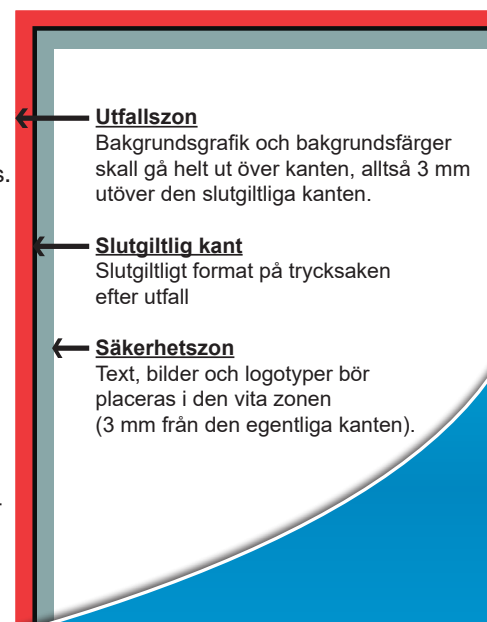 Utfallszon
Bakgrundsgrafik och bakgrundsfärger
skall gå helt ut över kanten, alltså 3 mm
utöver den slutgiltliga kanten.
Slutgiltlig kant
Slutgiltligt format på trycksaken
efter utfall
Säkerhetszon
Text, bilder och logotyper bör
placeras i den vita zonen
(3 mm från den egentliga kanten).